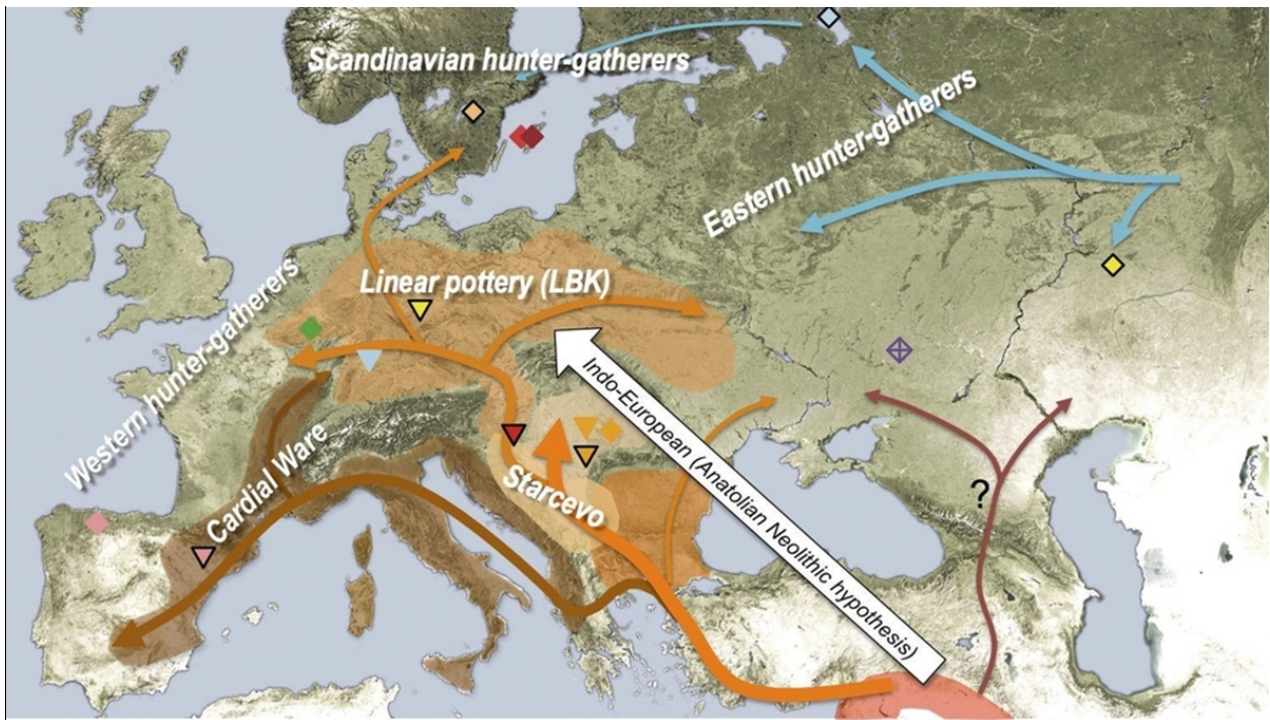 Scandinavian hunter-gatherers
Eastern hunter-gatherers
Linear pottery (LBK)
Western hunter-gatherers
Indo-European (Anatolian Neolithic hypothesis)
Cardial Ware
Starcevo
?